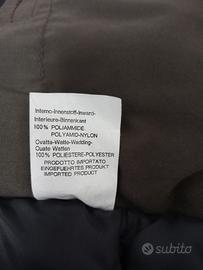 Interno-Innenstoff-Inward-
Interieure-Binnenkant
100% POLIAMMIDE
POLYAMID-NYLON
Ovatta-Watte-Wadding-
Ouate Watten
100% POLIESTERE-POLYESTER
PRODOTTO IMPORTATO
EINGEFUEHRTES PRODUKT
IMPORTED PRODUCT
subito